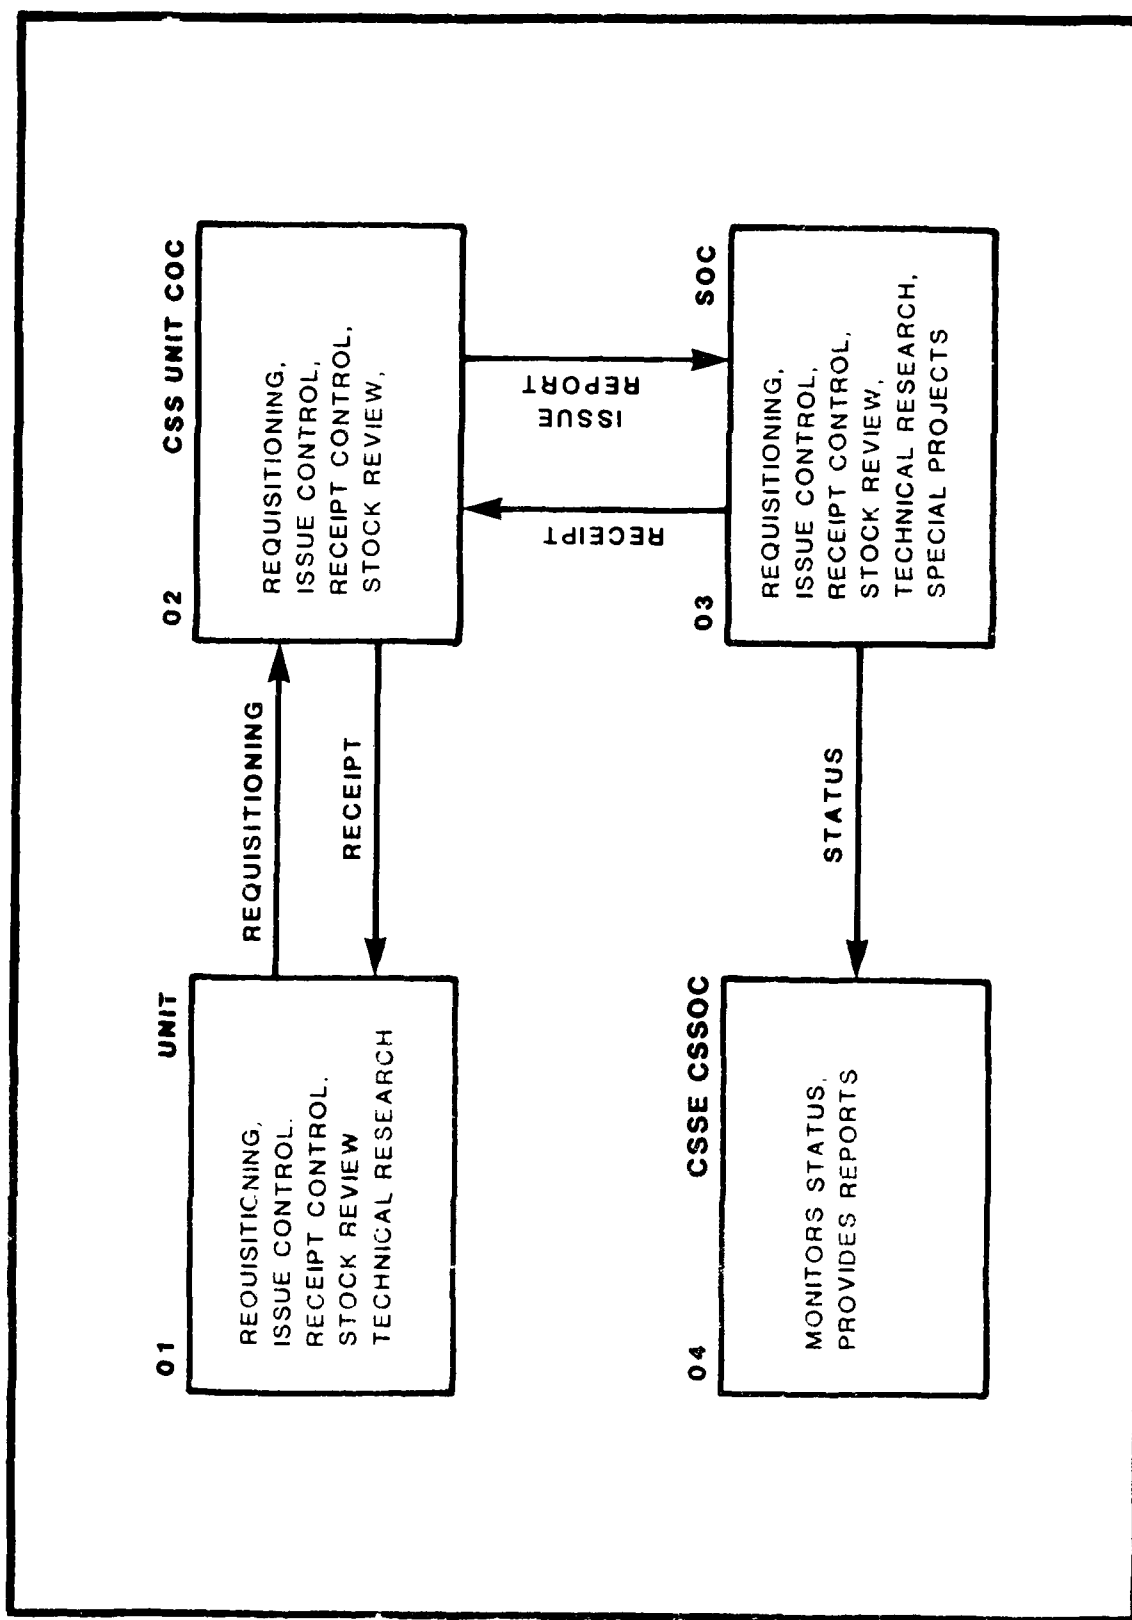 01 UNIT
REQUISITIONING,
ISSUE CONTROL.
RECEIPT CONTROL.
STOCK REVIEW
TECHNICAL RESEARCH
REQUISITIONING
RECEIPT
02 CSS UNIT COC
REQUISITIONING,
ISSUE CONTROL,
RECEIPT CONTROL,
STOCK REVIEW,
RECEIPT
ISSUE
REPORT
04 CSSE CSSOC
MONITORS STATUS,
PROVIDES REPORTS
STATUS
03 SOC
REQUISITIONING,
ISSUE CONTROL,
RECEIPT CONTROL,
STOCK REVIEW,
TECHNICAL RESEARCH,
SPECIAL PROJECTS